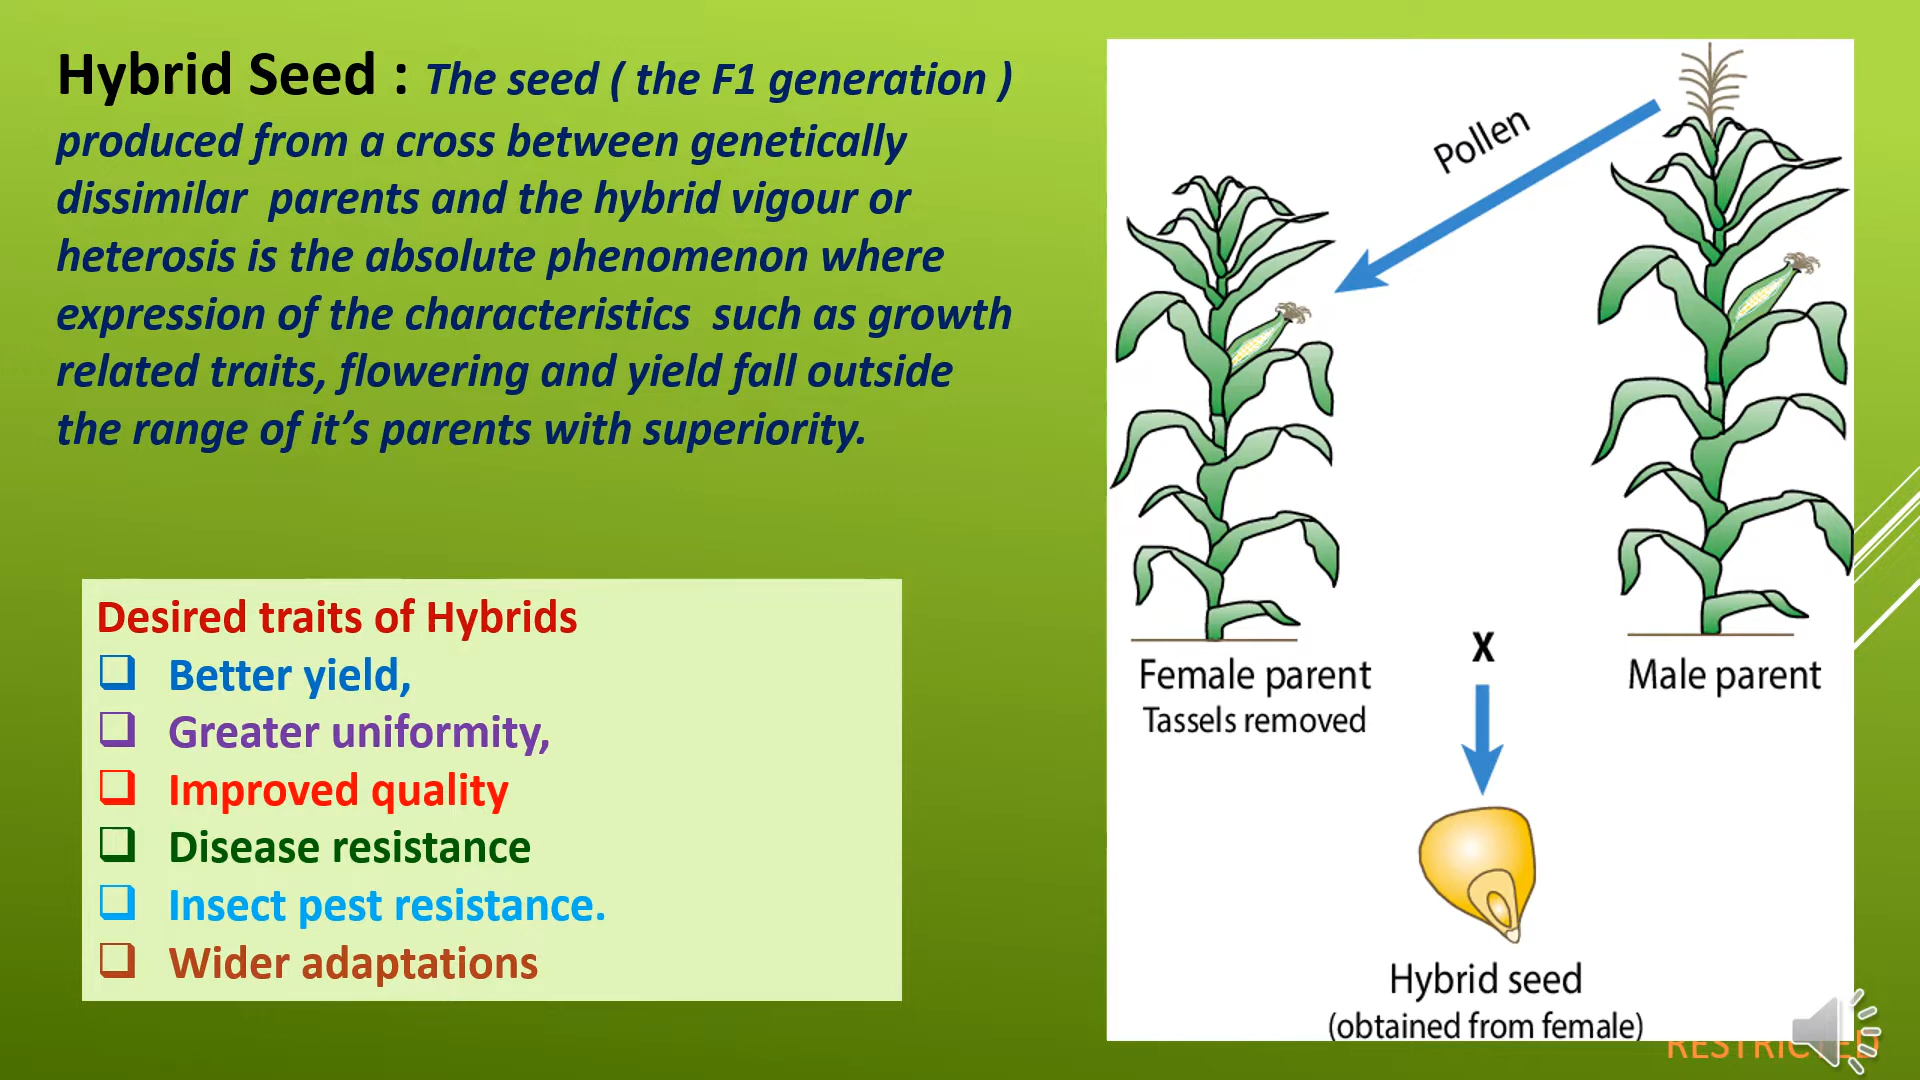 Hybrid Seed : The seed ( the F1 generation )
produced from a cross between genetically
dissimilar parents and the hybrid vigour or
heterosis is the absolute phenomenon where
expression of the characteristics such as growth
related traits, flowering and yield fall outside
the range of it’s parents with superiority.
Desired traits of Hybrids
Better yield,
Greater uniformity,
Improved quality
Disease resistance
Insect pest resistance.
Wider adaptations
Pollen
Female parent
Tassels removed
X
Male parent
Hybrid seed
(obtained from female)
RESTRICTED